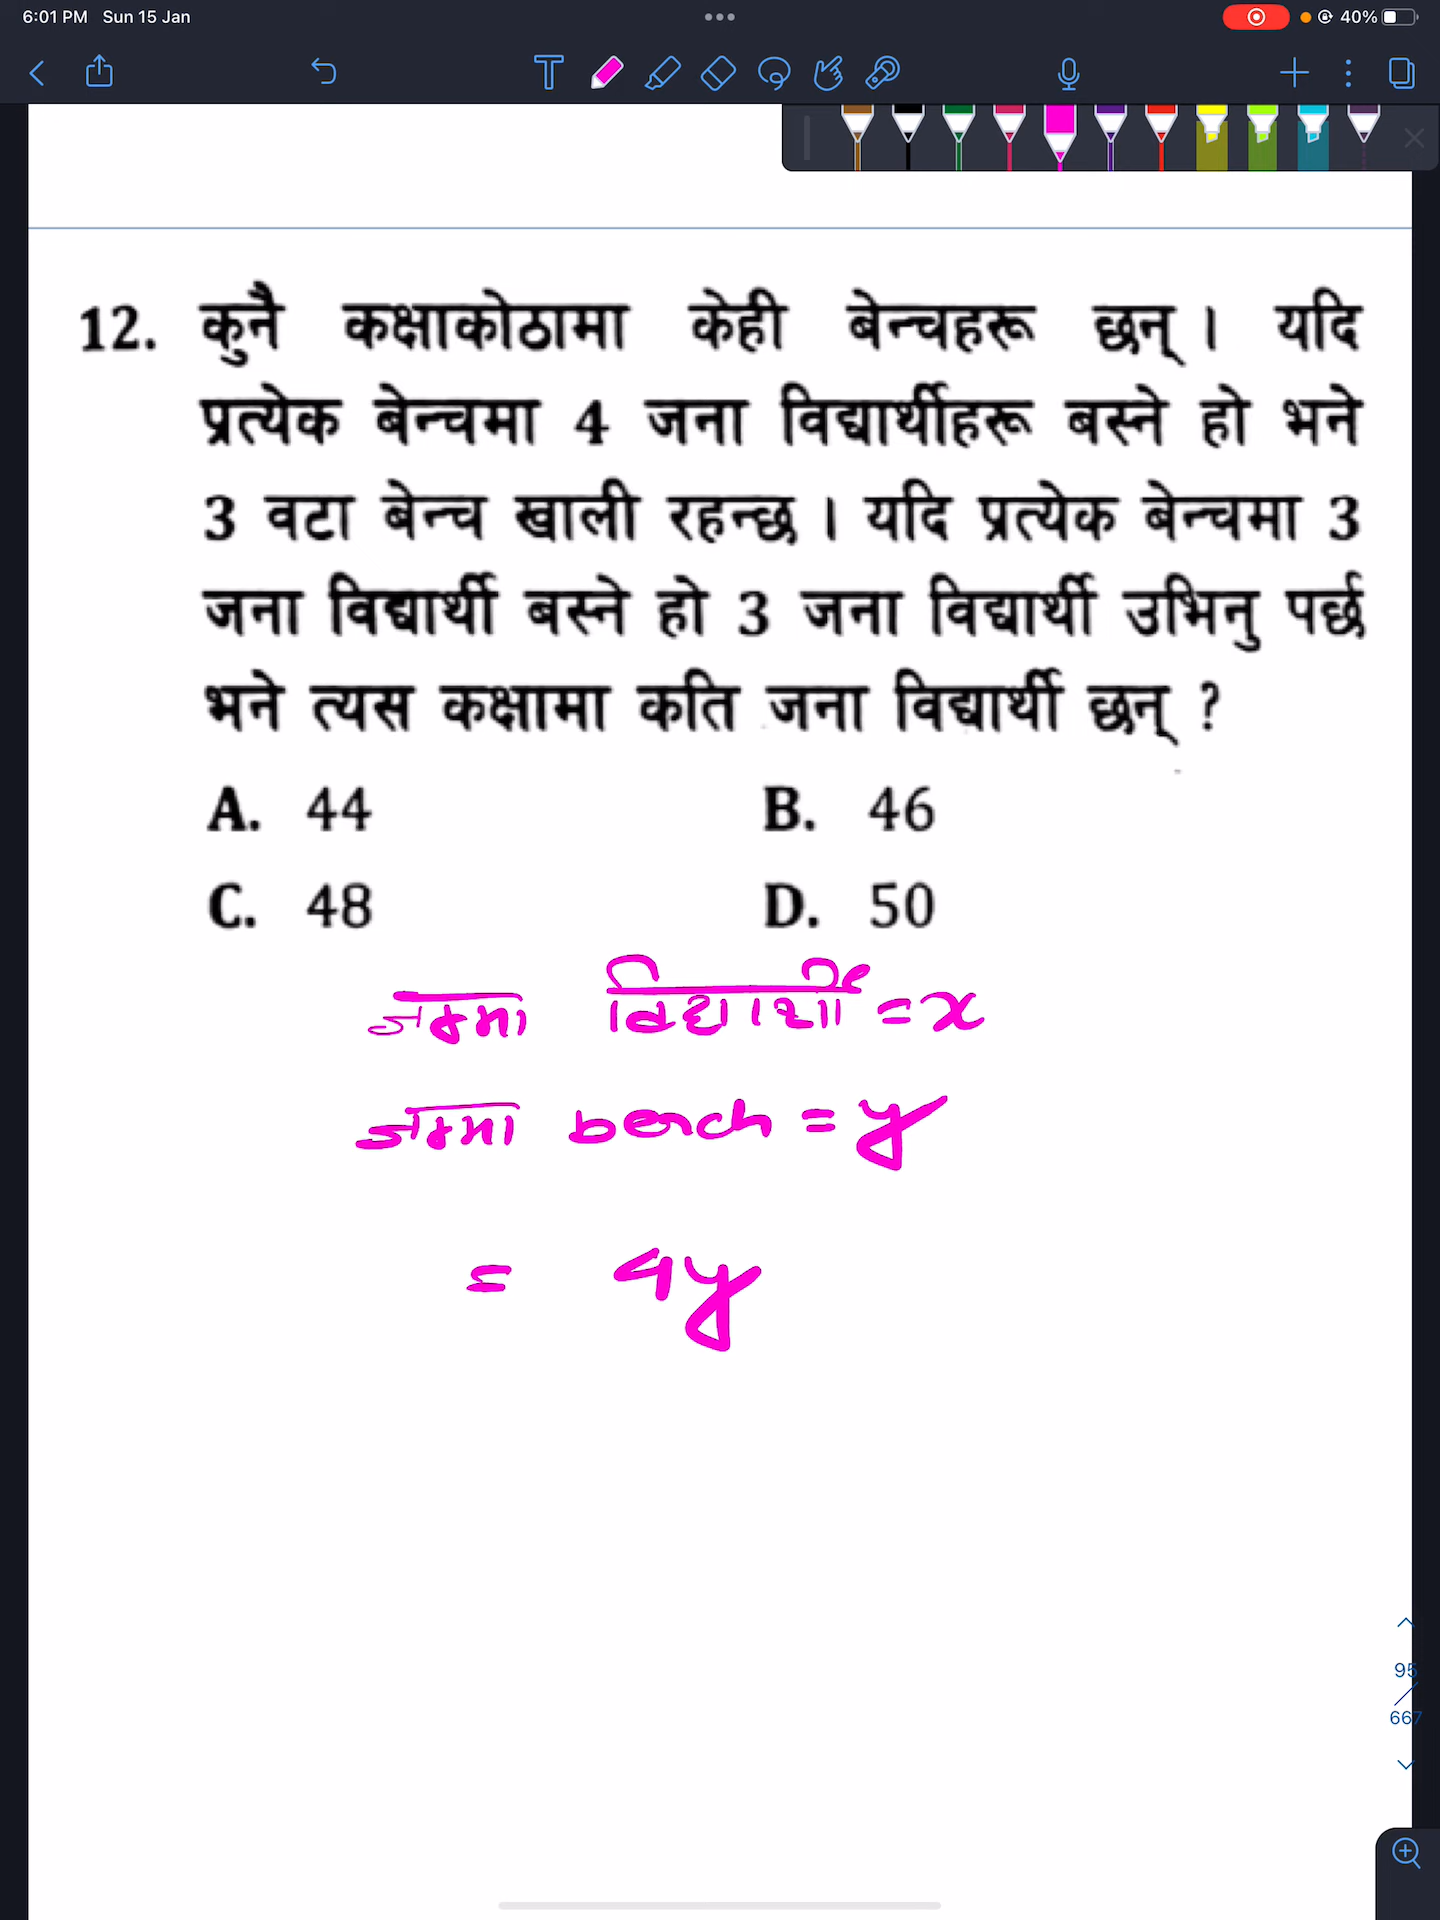 6:01 PM Sun 15 Jan
40%
12. कुनै कक्षाकोठामा केही बेन्चहरू छन् । यदि
प्रत्येक बेन्चमा 4 जना विद्यार्थीहरू बस्ने हो भने
3 वटा बेन्च खाली रहन्छ । यदि प्रत्येक बेन्चमा 3
जना विद्यार्थी बस्ने हो 3 जना विद्यार्थी उभिनु पर्छ
भने त्यस कक्षामा कति जना विद्यार्थी छन् ?
A. 44 B. 46
C. 48 D. 50
जम्मा विद्यार्थी = x
जम्मा bench = y
= 4y
95
667